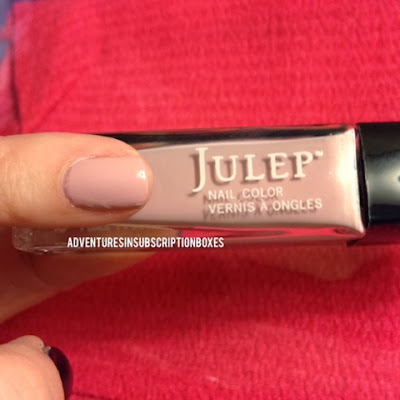 JULEP™
NAIL COLOR
VERNIS À ONGLES
ADVENTURESINSUBSCRIPTIONBOXES